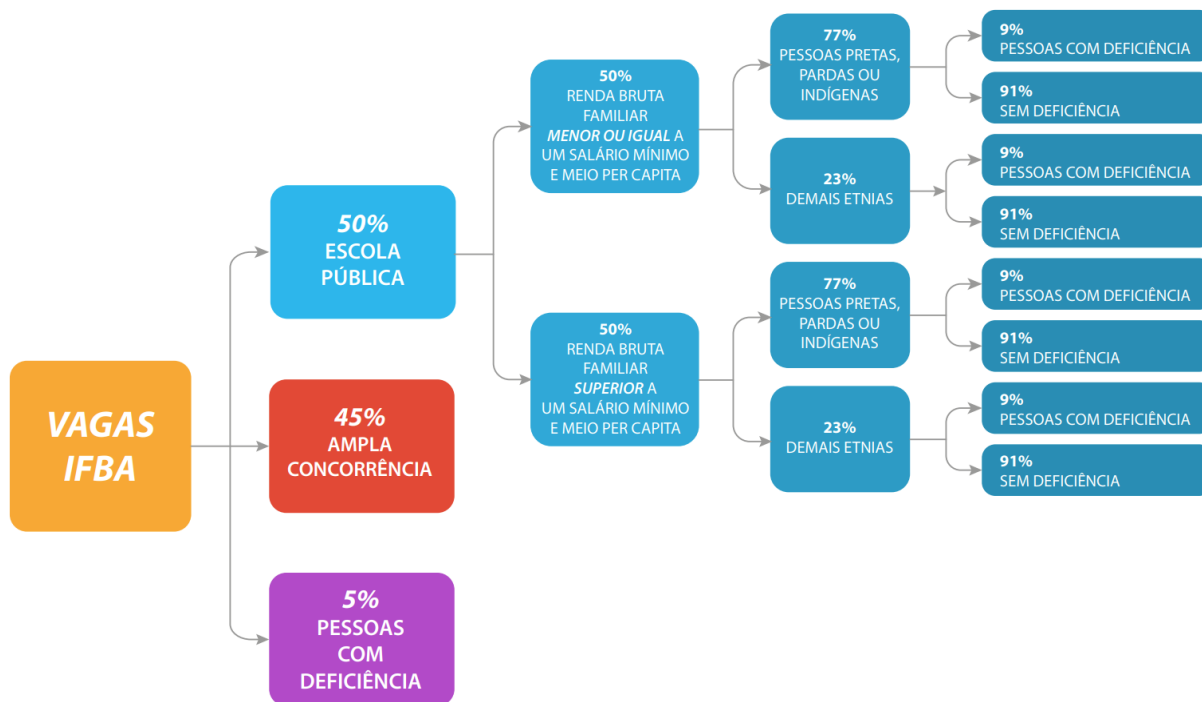 VAGAS
IFBA
50%
ESCOLA
PÚBLICA
45%
AMPLA
CONCORRÊNCIA
5%
PESSOAS
COM
DEFICIÊNCIA
50%
RENDA BRUTA
FAMILIAR
MENOR OU IGUAL A
UM SALÁRIO MÍNIMO
E MEIO PER CAPITA
50%
RENDA BRUTA
FAMILIAR
SUPERIOR A
UM SALÁRIO MÍNIMO
E MEIO PER CAPITA
77%
PESSOAS PRETAS,
PARDAS OU
INDÍGENAS
23%
DEMAIS ETNIAS
77%
PESSOAS PRETAS,
PARDAS OU
INDÍGENAS
23%
DEMAIS ETNIAS
9%
PESSOAS COM DEFICIÊNCIA
91%
SEM DEFICIÊNCIA
9%
PESSOAS COM DEFICIÊNCIA
91%
SEM DEFICIÊNCIA
9%
PESSOAS COM DEFICIÊNCIA
91%
SEM DEFICIÊNCIA
9%
PESSOAS COM DEFICIÊNCIA
91%
SEM DEFICIÊNCIA